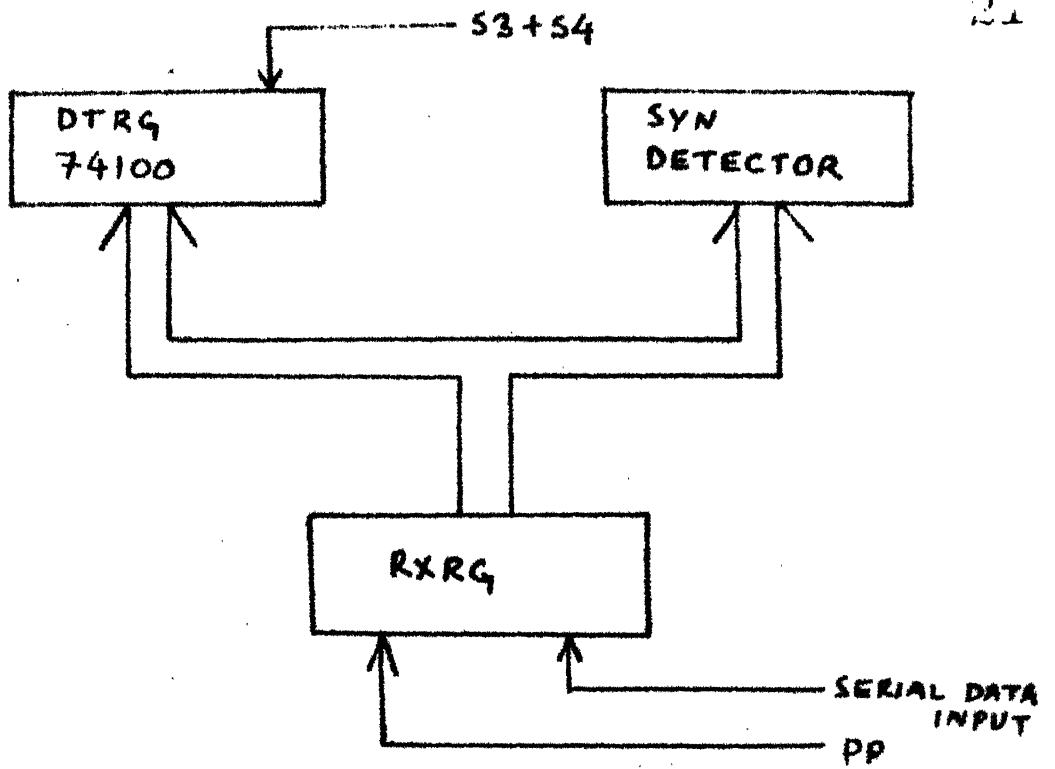 S3+S4
DTRG
74100
SYN
DETECTOR
RXRG
SERIAL DATA
INPUT
PP